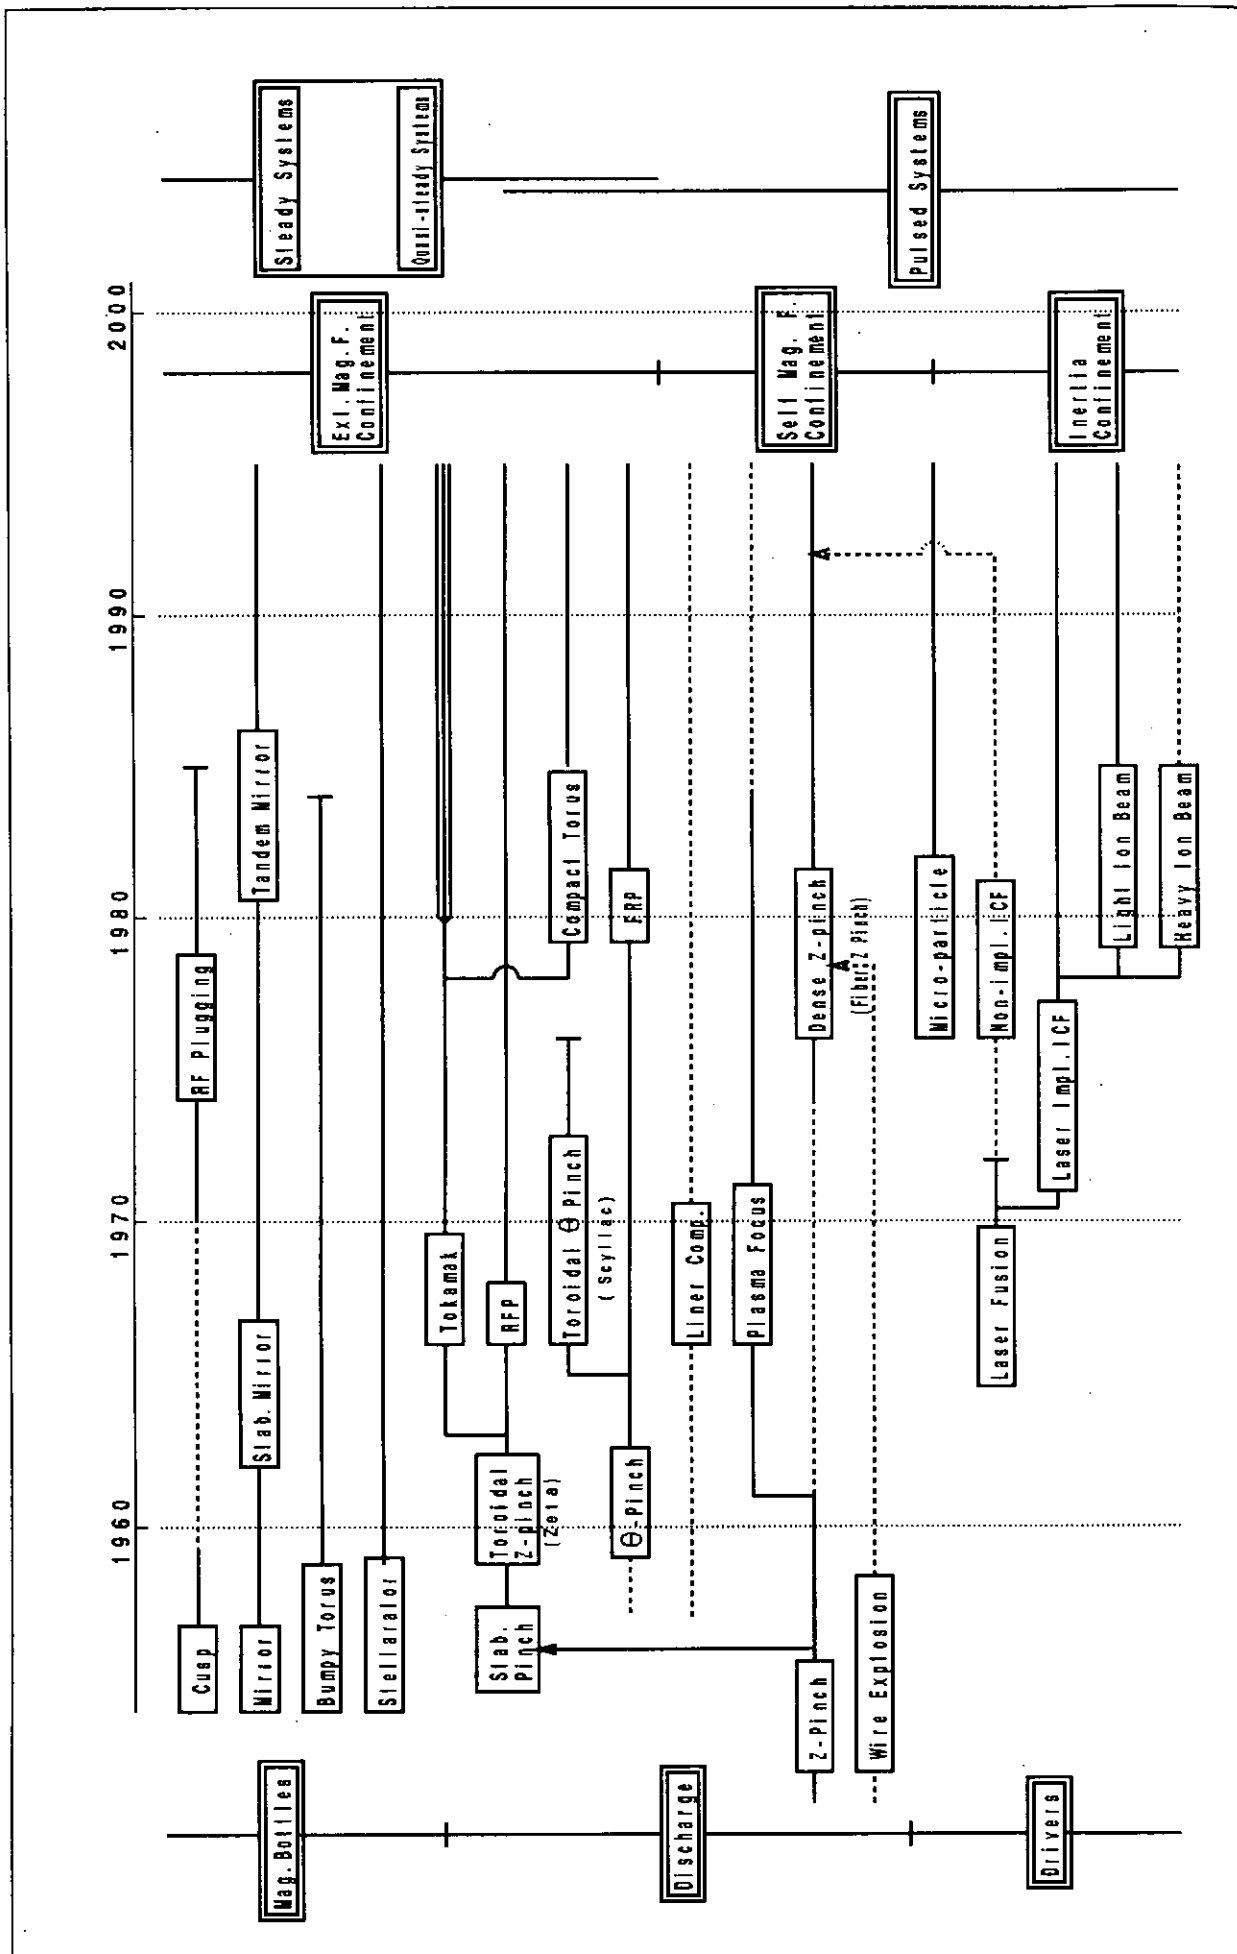 1960
1970
1980
1990
2000
Mag. Bottles
Discharge
Drivers
Cusp
RF Plugging
Mirror
Stab. Mirror
Tandem Mirror
Bumpy Torus
Stellarator
Tokamak
Stab.
Pinch
Toroidal
Z-pinch
(Zeta)
RFP
Toroidal Θ Pinch
(Scyllac)
Compact Torus
Θ-Pinch
FRP
Liner Comp.
Plasma Focus
Z-Pinch
Dense Z-pinch
(Fiber Z Pinch)
Wire Explosion
Micro-particle
Laser Fusion
Non-impl. ICF
Laser Impl. ICF
Light Ion Beam
Heavy Ion Beam
Ext. Mag. F.
Confinement
Self Mag. F.
Confinement
Inertia
Confinement
Steady Systems
Quasi-steady Systems
Pulsed Systems